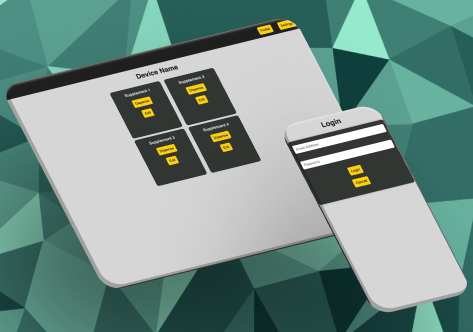 Profile
Settings
Device Name
Supplement 1
Dispense
Edit
Supplement 2
Dispense
Edit
Supplement 3
Dispense
Edit
Supplement 4
Dispense
Edit
Login
Email Address
Password
Login
Cancel